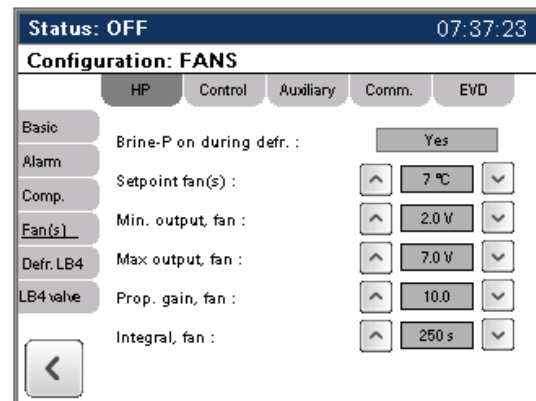 Status: OFF 07:37:23
Configuration: FANS
HP Control Auxiliary Comm. EVD
Basic
Alarm
Comp.
Fan(s)
Defr. LB4
LB4 valve
Brine-P on during defr. : Yes
Setpoint fan(s) : 7 °C
Min. output, fan : 2.0 V
Max output, fan : 7.0 V
Prop. gain, fan : 10.0
Integral, fan : 250 s